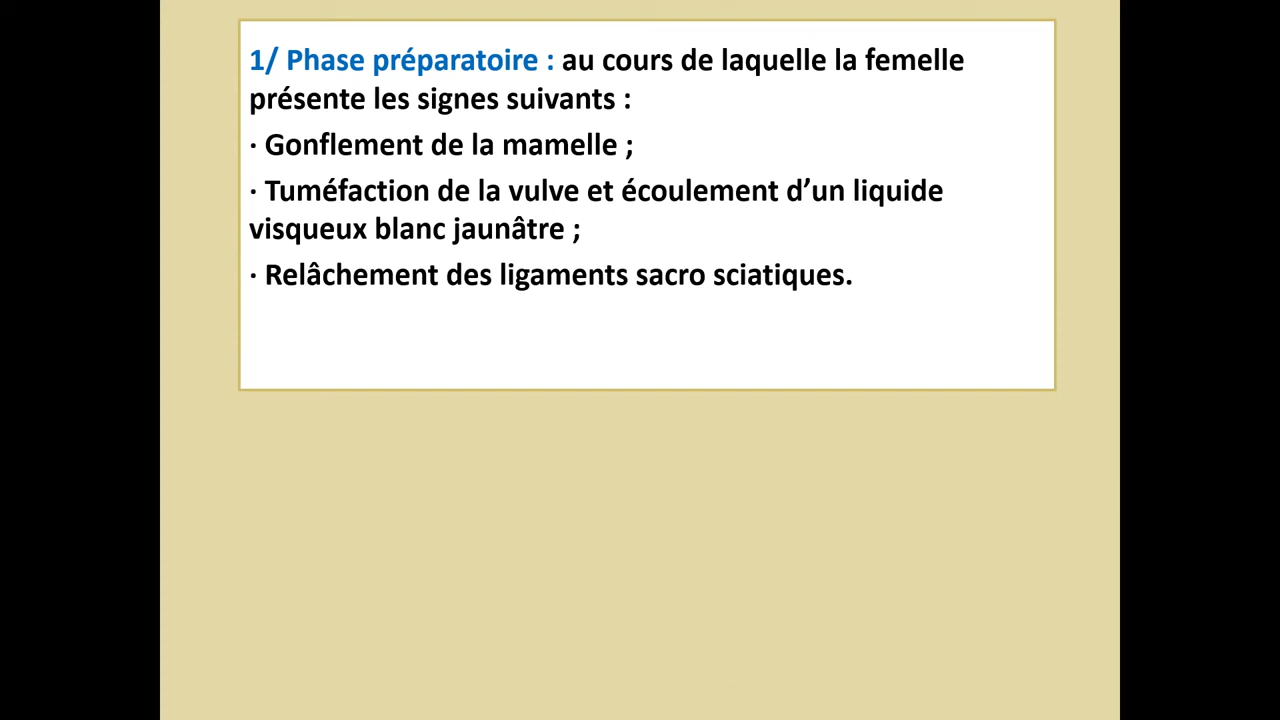 1/ Phase préparatoire : au cours de laquelle la femelle
présente les signes suivants :
· Gonflement de la mamelle ;
· Tuméfaction de la vulve et écoulement d’un liquide
visqueux blanc jaunâtre ;
· Relâchement des ligaments sacro sciatiques.